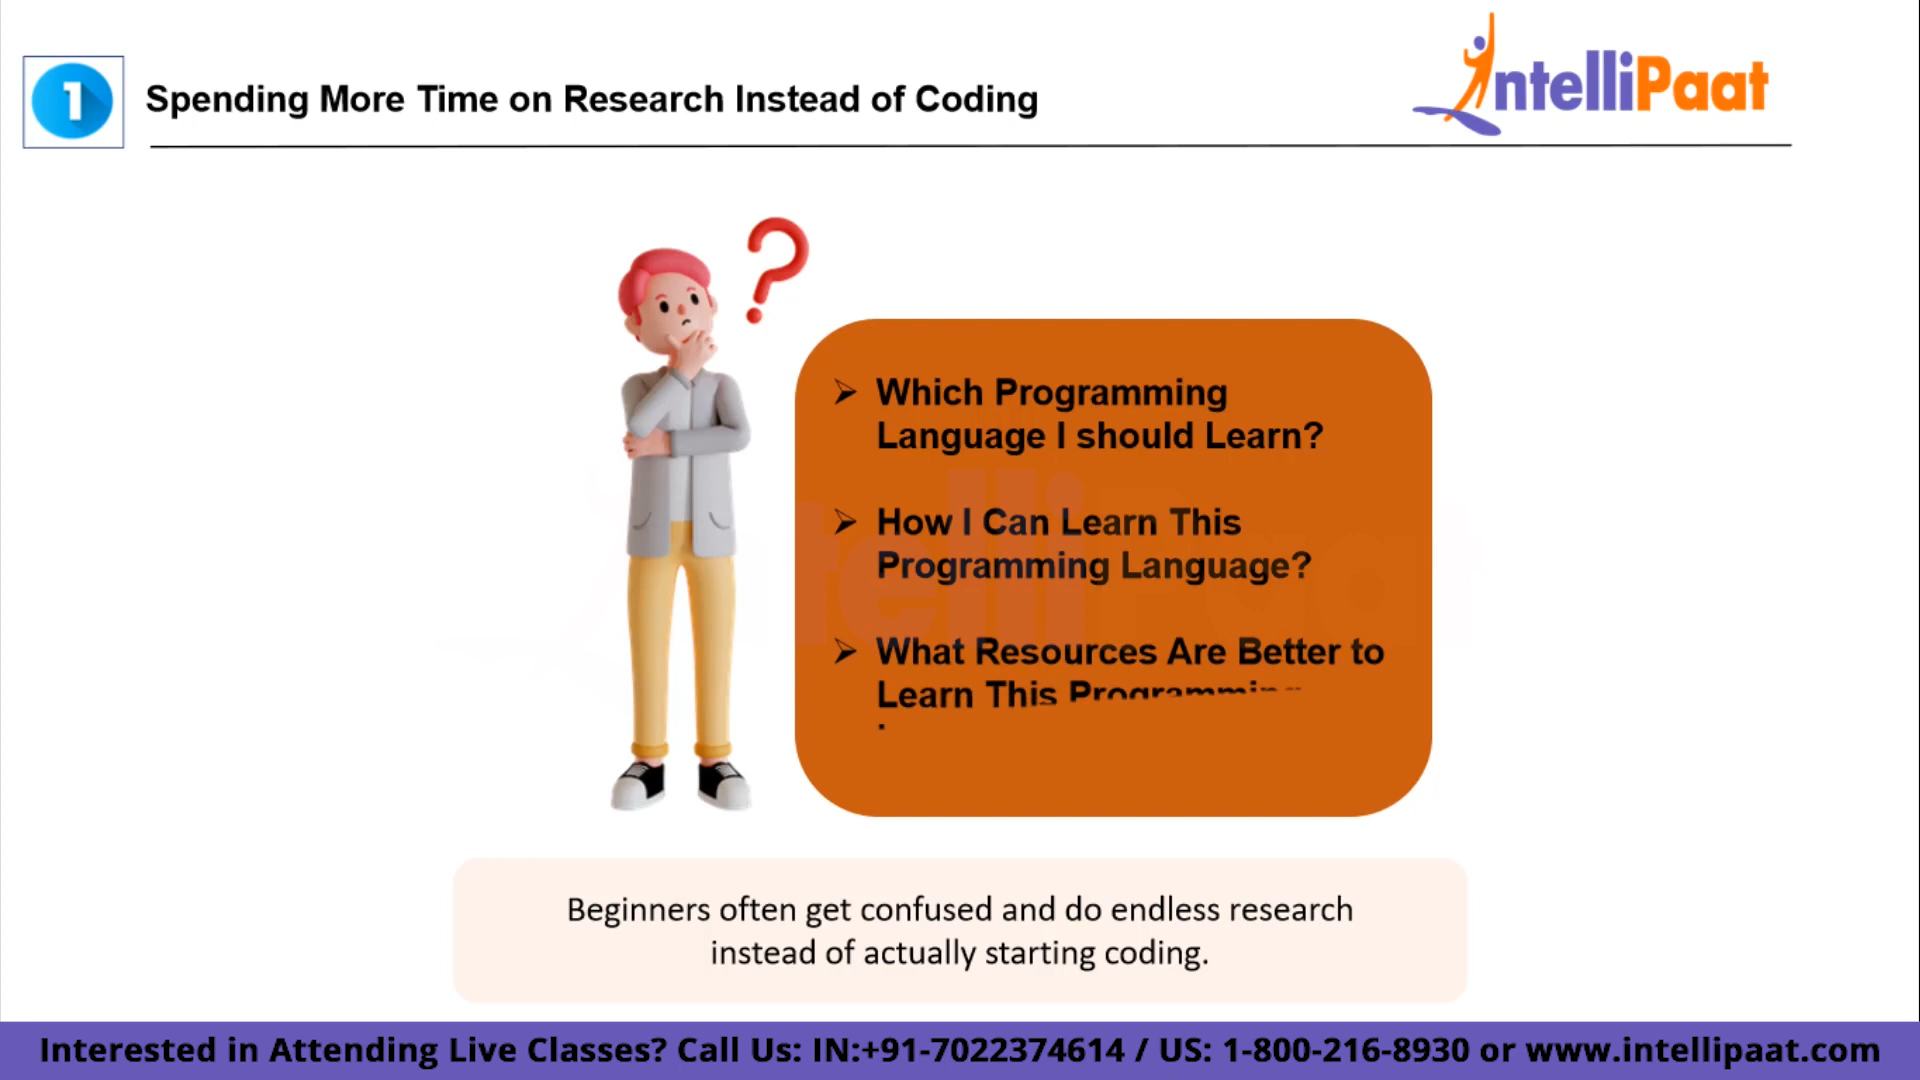 1
Spending More Time on Research Instead of Coding
IntelliPaat
?
➢ Which Programming
Language I should Learn?
➢ How I Can Learn This
Programming Language?
➢ What Resources Are Better to
Learn This Programming
Beginners often get confused and do endless research
instead of actually starting coding.
Interested in Attending Live Classes? Call Us: IN:+91-7022374614 / US: 1-800-216-8930 or www.intellipaat.com